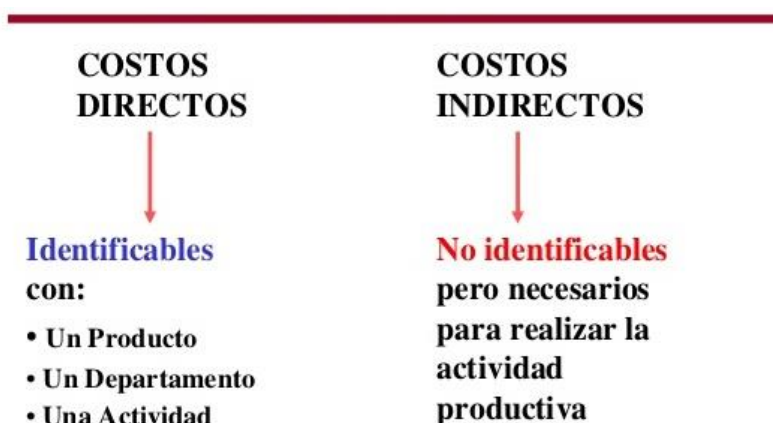 COSTOS
DIRECTOS
Identificables
con:
• Un Producto
• Un Departamento
• Una Actividad
COSTOS
INDIRECTOS
No identificables
pero necesarios
para realizar la
actividad
productiva